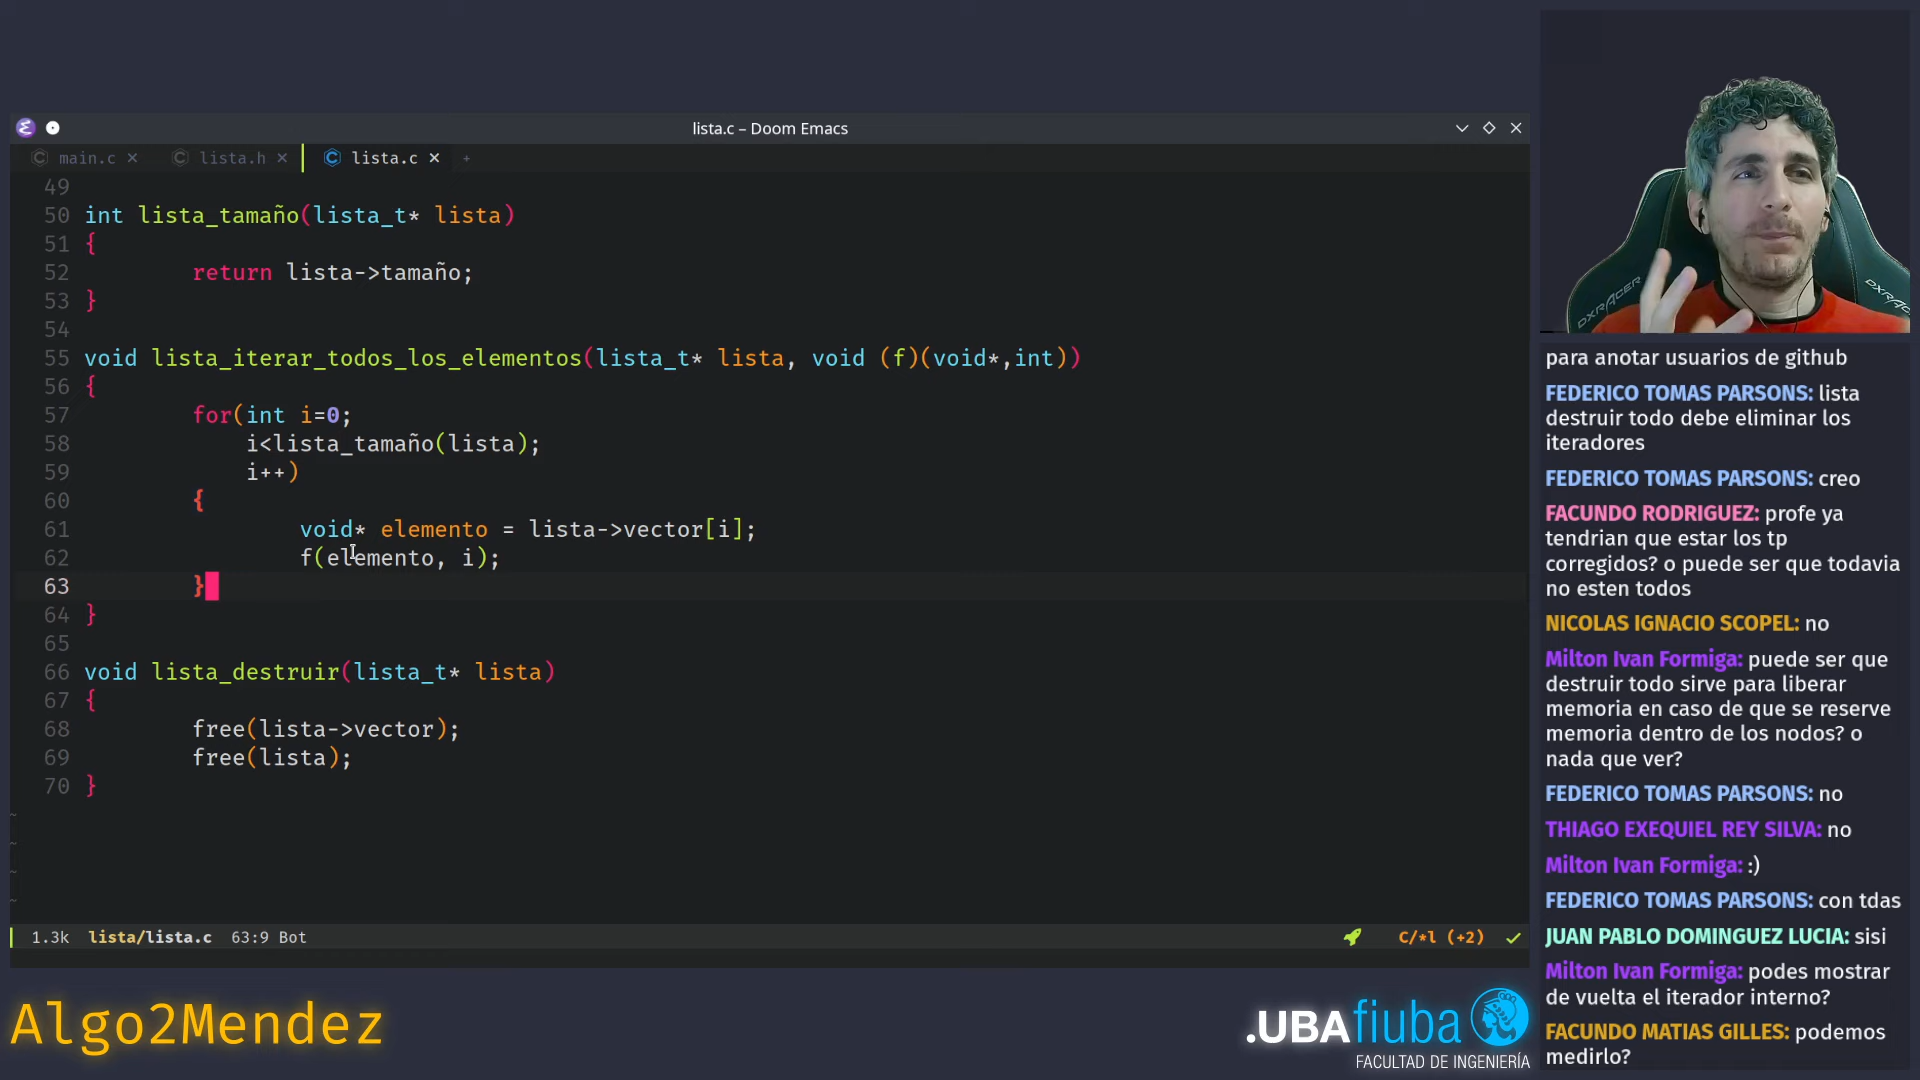 lista.c – Doom Emacs
main.c
lista.h
lista.c
49
50 int lista_tamaño(lista_t* lista)
51 {
52 return lista->tamaño;
53 }
54
55 void lista_iterar_todos_los_elementos(lista_t* lista, void (f)(void*,int))
56 {
57 for(int i=0;
58 i<lista_tamaño(lista);
59 i++)
60 {
61 void* elemento = lista->vector[i];
62 f(elemento, i);
63 }
64 }
65
66 void lista_destruir(lista_t* lista)
67 {
68 free(lista->vector);
69 free(lista);
70 }
~
~
~
~
1.3k lista/lista.c 63:9 Bot
C/*l (+2)
DXRACER
DXRACER
para anotar usuarios de github
FEDERICO TOMAS PARSONS: lista
destruir todo debe eliminar los
iteradores
FEDERICO TOMAS PARSONS: creo
FACUNDO RODRIGUEZ: profe ya
tendrian que estar los tp
corregidos? o puede ser que todavia
no esten todos
NICOLAS IGNACIO SCOPEL: no
Milton Ivan Formiga: puede ser que
destruir todo sirve para liberar
memoria en caso de que se reserve
memoria dentro de los nodos? o
nada que ver?
FEDERICO TOMAS PARSONS: no
THIAGO EXEQUIEL REY SILVA: no
Milton Ivan Formiga: :)
FEDERICO TOMAS PARSONS: con tdas
JUAN PABLO DOMINGUEZ LUCIA: sisi
Milton Ivan Formiga: podes mostrar
de vuelta el iterador interno?
FACUNDO MATIAS GILLES: podemos
medirlo?
Algo2Mendez
.UBAfiuba
FACULTAD DE INGENIERÍA